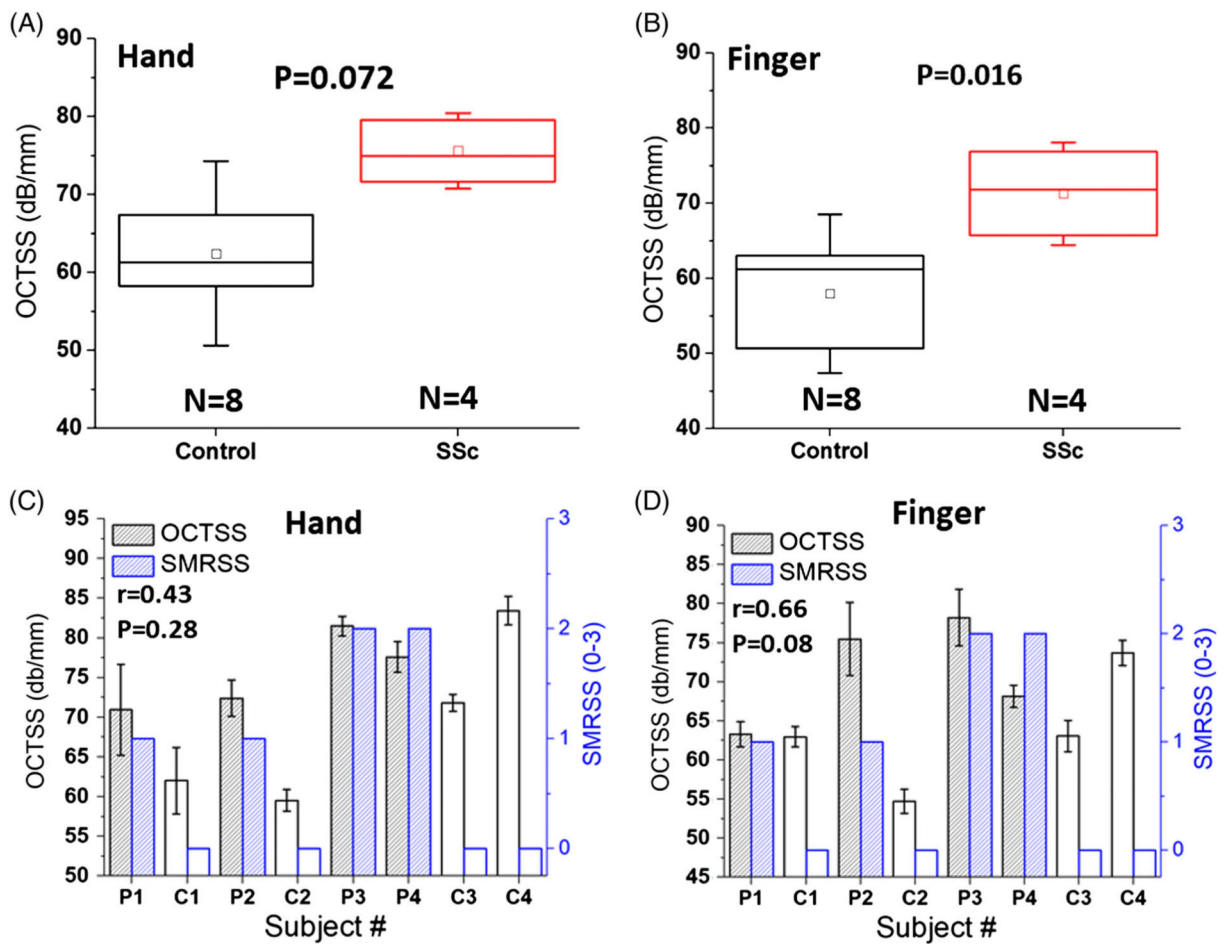 (A)
Hand
P=0.072
OCTSS (dB/mm)
90
80
70
60
50
40
N=8
N=4
Control
SSc
(B)
Finger
P=0.016
OCTSS (dB/mm)
90
80
70
60
50
40
N=8
N=4
Control
SSc
(C)
Hand
OCTSS
SMRSS
r=0.43
P=0.28
OCTSS (db/mm)
95
90
85
80
75
70
65
60
55
50
3
2
1
0
SMRSS (0-3)
P1 C1 P2 C2 P3 P4 C3 C4
Subject #
(D)
Finger
OCTSS
SMRSS
r=0.66
P=0.08
OCTSS (db/mm)
90
85
80
75
70
65
60
55
50
45
3
2
1
0
SMRSS (0-3)
P1 C1 P2 C2 P3 P4 C3 C4
Subject #